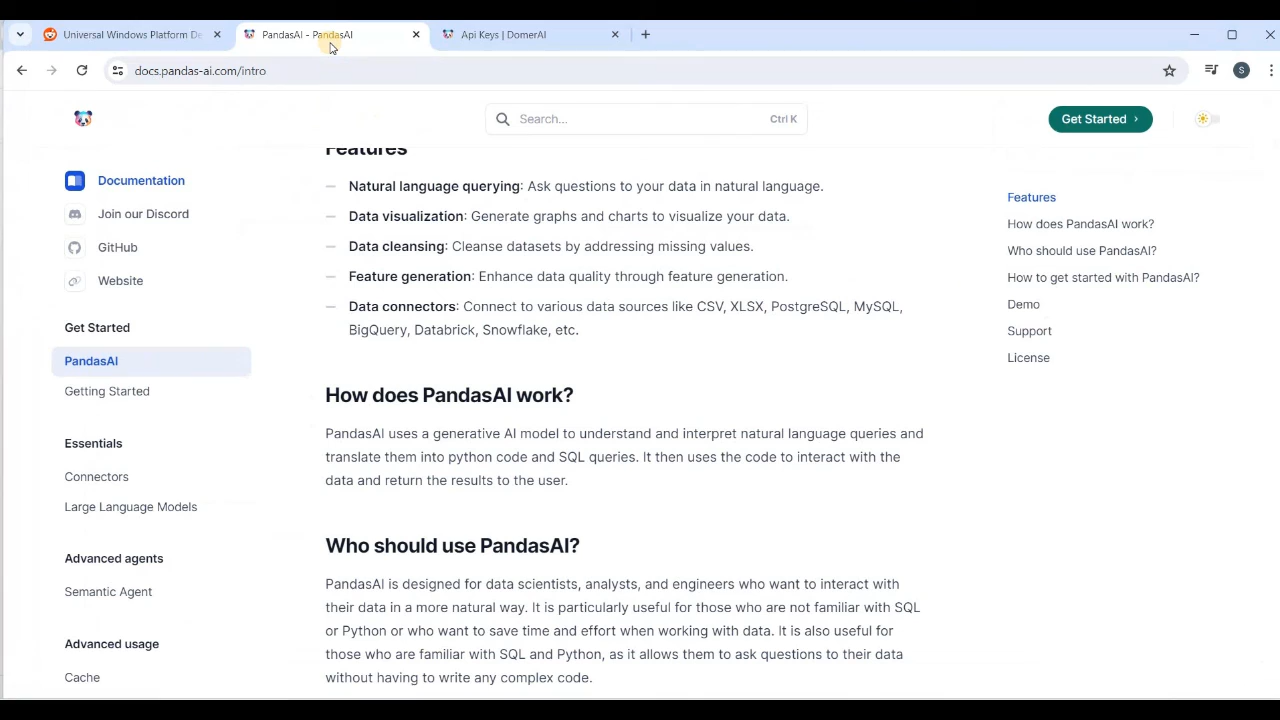 Universal Windows Platform De
PandasAI - PandasAI
Api Keys | DomerAI
docs.pandas-ai.com/intro
Search...
Ctrl K
Get Started
S
Documentation
Join our Discord
GitHub
Website
Get Started
PandasAI
Getting Started
Essentials
Connectors
Large Language Models
Advanced agents
Semantic Agent
Advanced usage
Cache
Features
Natural language querying: Ask questions to your data in natural language.
Data visualization: Generate graphs and charts to visualize your data.
Data cleansing: Cleanse datasets by addressing missing values.
Feature generation: Enhance data quality through feature generation.
Data connectors: Connect to various data sources like CSV, XLSX, PostgreSQL, MySQL,
BigQuery, Databrick, Snowflake, etc.
How does PandasAI work?
PandasAI uses a generative AI model to understand and interpret natural language queries and
translate them into python code and SQL queries. It then uses the code to interact with the
data and return the results to the user.
Who should use PandasAI?
PandasAI is designed for data scientists, analysts, and engineers who want to interact with
their data in a more natural way. It is particularly useful for those who are not familiar with SQL
or Python or who want to save time and effort when working with data. It is also useful for
those who are familiar with SQL and Python, as it allows them to ask questions to their data
without having to write any complex code.
Features
How does PandasAI work?
Who should use PandasAI?
How to get started with PandasAI?
Demo
Support
License